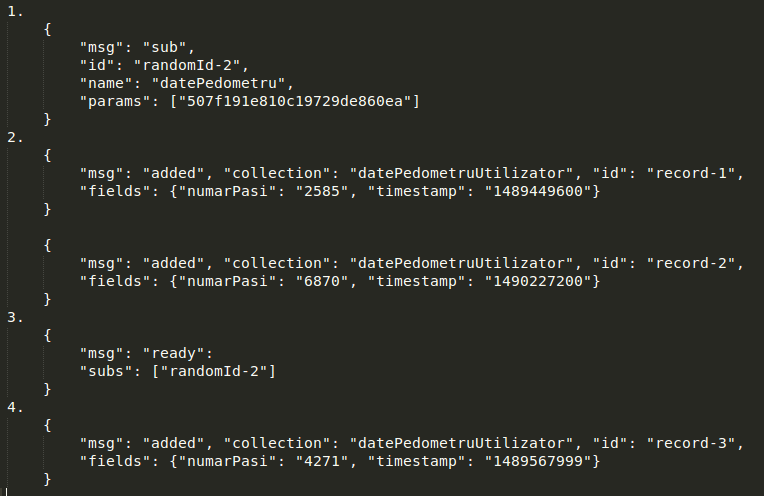 1.
{
"msg": "sub",
"id": "randomId-2",
"name": "datePedometru",
"params": ["507f191e810c19729de860ea"]
}
2.
{
"msg": "added", "collection": "datePedometruUtilizator", "id": "record-1",
"fields": {"numarPasi": "2585", "timestamp": "1489449600"}
}
{
"msg": "added", "collection": "datePedometruUtilizator", "id": "record-2",
"fields": {"numarPasi": "6870", "timestamp": "1490227200"}
}
3.
{
"msg": "ready":
"subs": ["randomId-2"]
}
4.
{
"msg": "added", "collection": "datePedometruUtilizator", "id": "record-3",
"fields": {"numarPasi": "4271", "timestamp": "1489567999"}
}